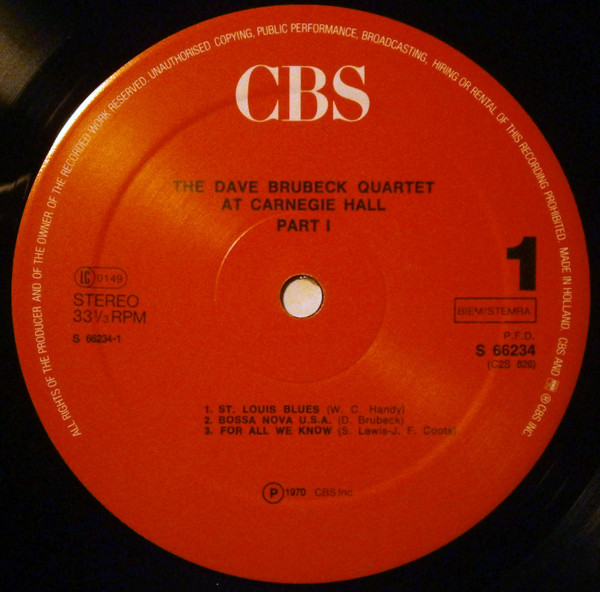 ALL RIGHTS OF THE PRODUCER AND OF THE OWNER OF THE RECORDED WORK RESERVED. UNAUTHORISED COPYING, PUBLIC PERFORMANCE, BROADCASTING, HIRING OR RENTAL OF THIS RECORDING PROHIBITED. MADE IN HOLLAND. CBS AND ℗ CBS INC
CBS
THE DAVE BRUBECK QUARTET
AT CARNEGIE HALL
PART I
1
LC 0149
STEREO
33 1/3 RPM
S 66234-1
BIEM/STEMRA
P.F.D.
S 66234
(C2S 826)
1. ST. LOUIS BLUES (W. C. Handy)
2. BOSSA NOVA U.S.A. (D. Brubeck)
3. FOR ALL WE KNOW (S. Lewis-J. F. Coots)
℗ 1970 CBS Inc